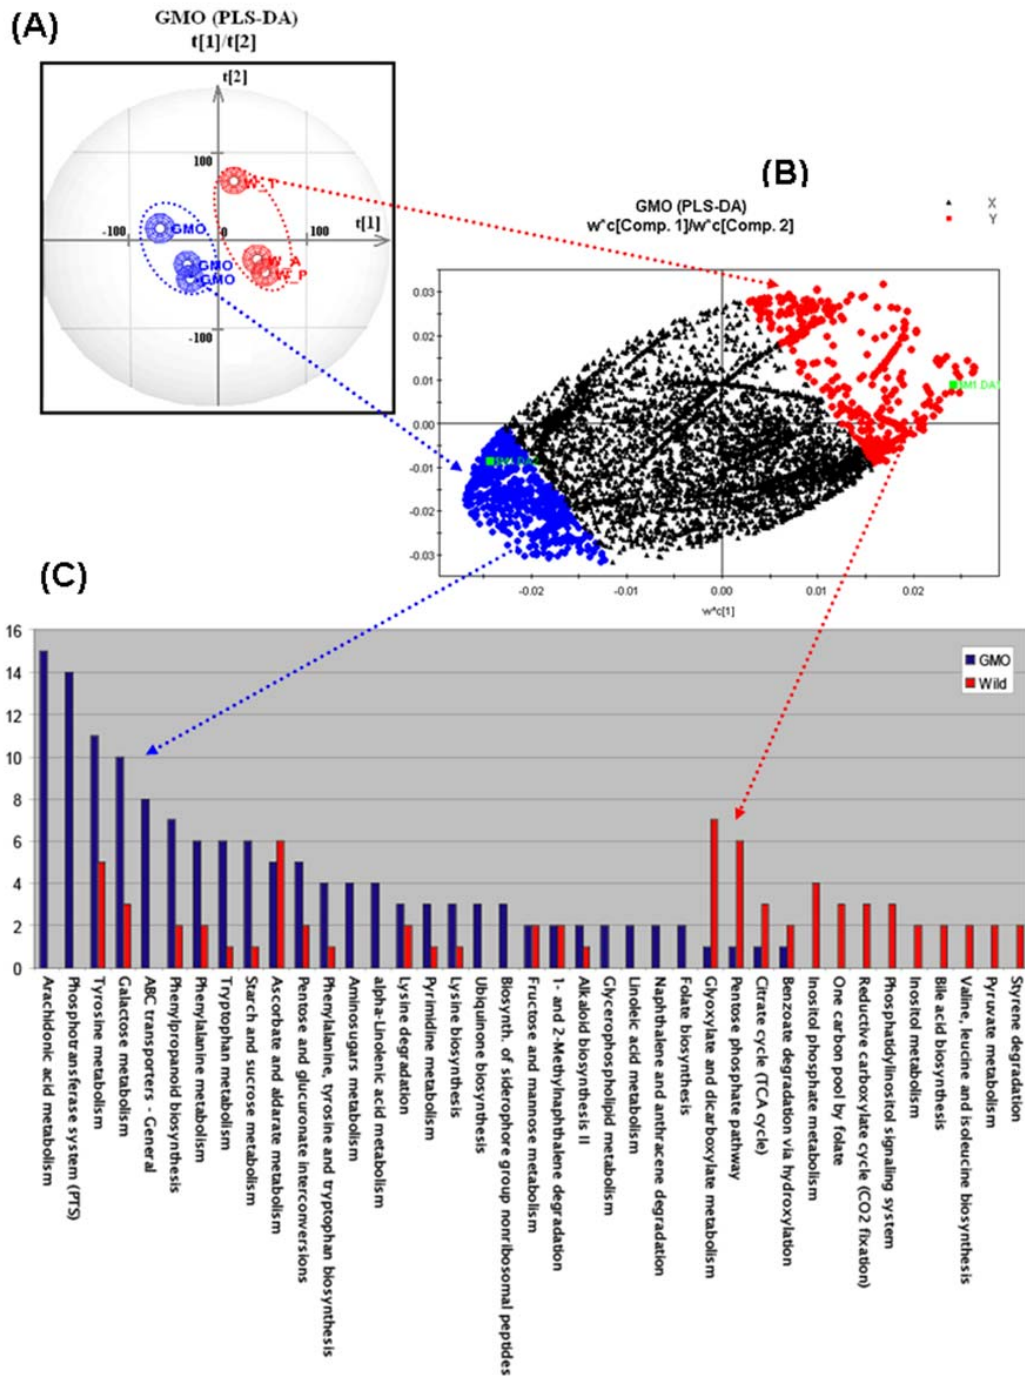 (A)
GMO (PLS-DA)
t[1]/t[2]
t[2]
100
W_T
t[1]
GMO
-100
0
100
GMO
W_A
GMO
W_P
-100
(B)
GMO (PLS-DA)
w*c[Comp. 1]/w*c[Comp. 2]
X
Y
0.03
0.02
0.01
0.00
-0.01
-0.02
-0.03
-0.02
-0.01
0.00
0.01
0.02
w*c[1]
(C)
16
14
12
10
8
6
4
2
0
GMO
Wild
Arachidonic acid metabolism
Phosphotransferase system (PTS)
Tyrosine metabolism
Galactose metabolism
ABC transporters - General
Phenylpropanoid biosynthesis
Phenylalanine metabolism
Tryptophan metabolism
Starch and sucrose metabolism
Ascorbate and aldarate metabolism
Pentose and glucuronate interconversions
Phenylalanine, tyrosine and tryptophan biosynthesis
Aminosugars metabolism
alpha-Linolenic acid metabolism
Lysine degradation
Pyrimidine metabolism
Lysine biosynthesis
Ubiquinone biosynthesis
Biosynth. of siderophore group nonribosomal peptides
Fructose and mannose metabolism
1- and 2-Methylnaphthalene degradation
Alkaloid biosynthesis II
Glycerophospholipid metabolism
Linoleic acid metabolism
Naphthalene and anthracene degradation
Folate biosynthesis
Glyoxylate and dicarboxylate metabolism
Pentose phosphate pathway
Citrate cycle (TCA cycle)
Benzoate degradation via hydroxylation
Inositol phosphate metabolism
One carbon pool by folate
Reductive carboxylate cycle (CO2 fixation)
Phosphatidylinositol signaling system
Inositol metabolism
Bile acid biosynthesis
Valine, leucine and isoleucine biosynthesis
Pyruvate metabolism
Styrene degradation